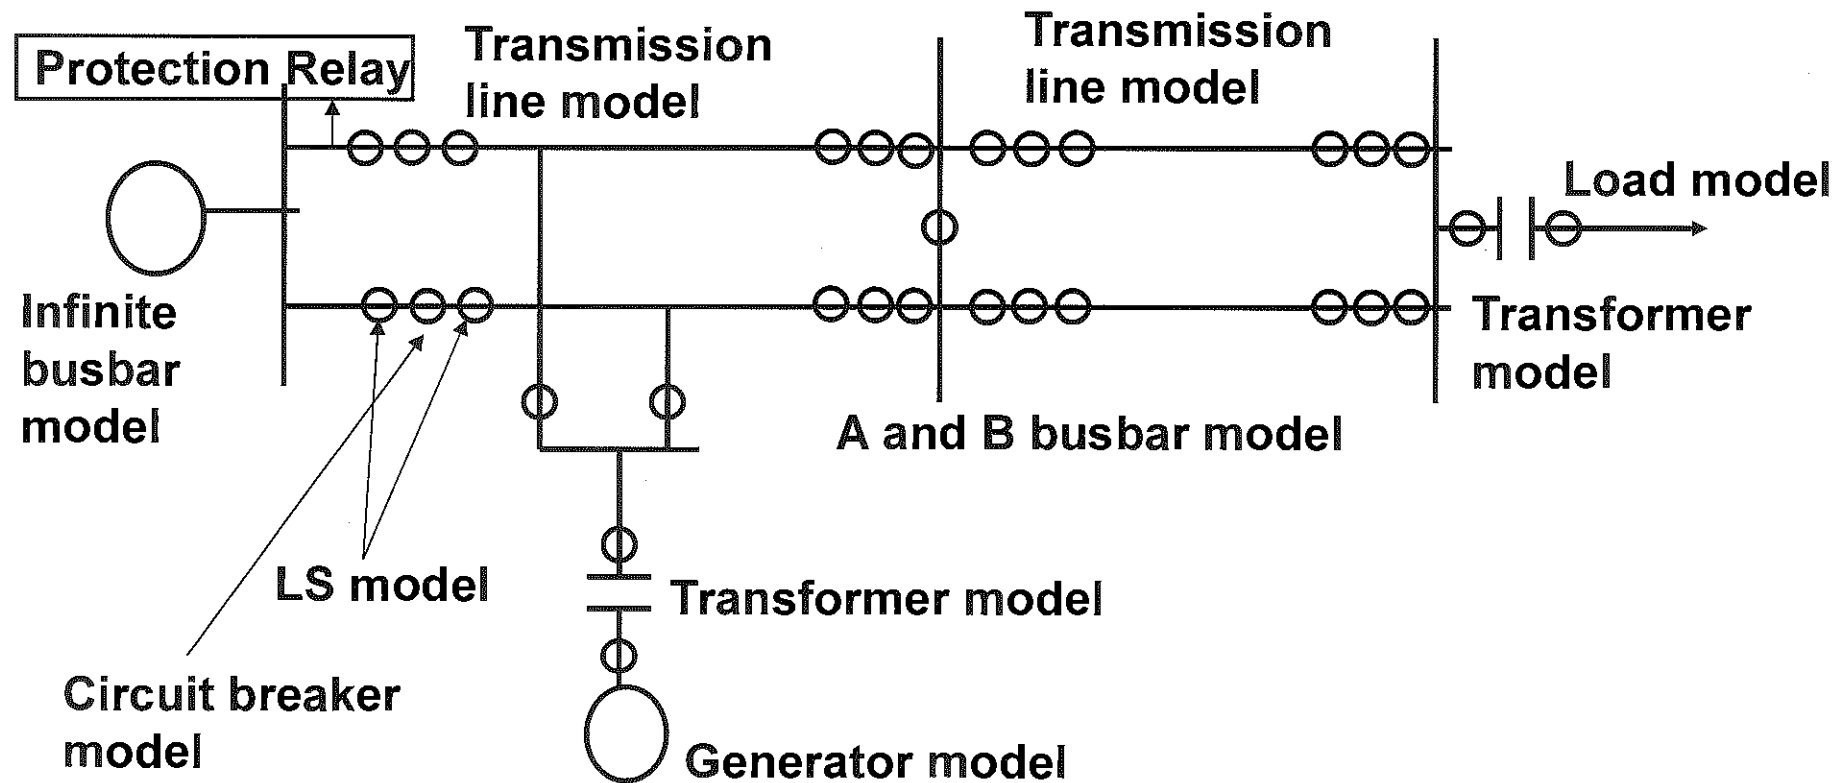 Protection Relay
Transmission
line model
Transmission
line model
Load model
Infinite
busbar
model
Transformer
model
A and B busbar model
LS model
Transformer model
Circuit breaker
model
Generator model